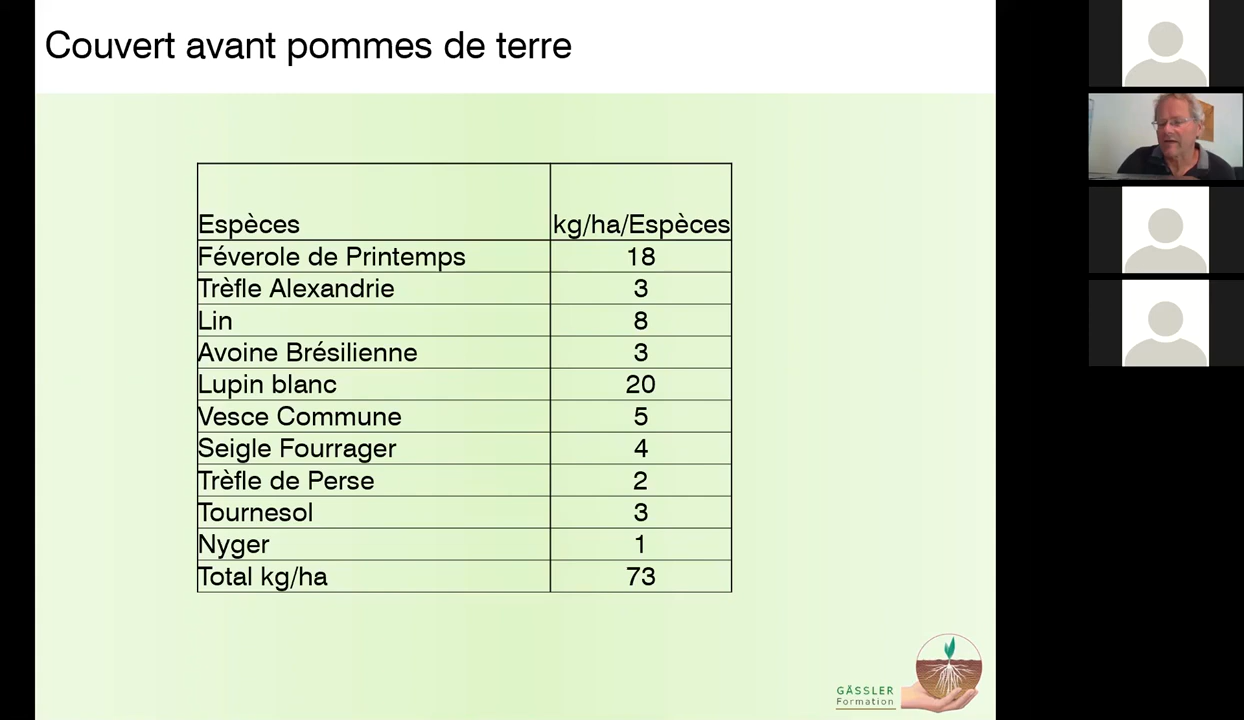 Couvert avant pommes de terre
Espèces kg/ha/Espèces
Féverole de Printemps 18
Trèfle Alexandrie 3
Lin 8
Avoine Brésilienne 3
Lupin blanc 20
Vesce Commune 5
Seigle Fourrager 4
Trèfle de Perse 2
Tournesol 3
Nyger 1
Total kg/ha 73
GÄSSLER
Formation